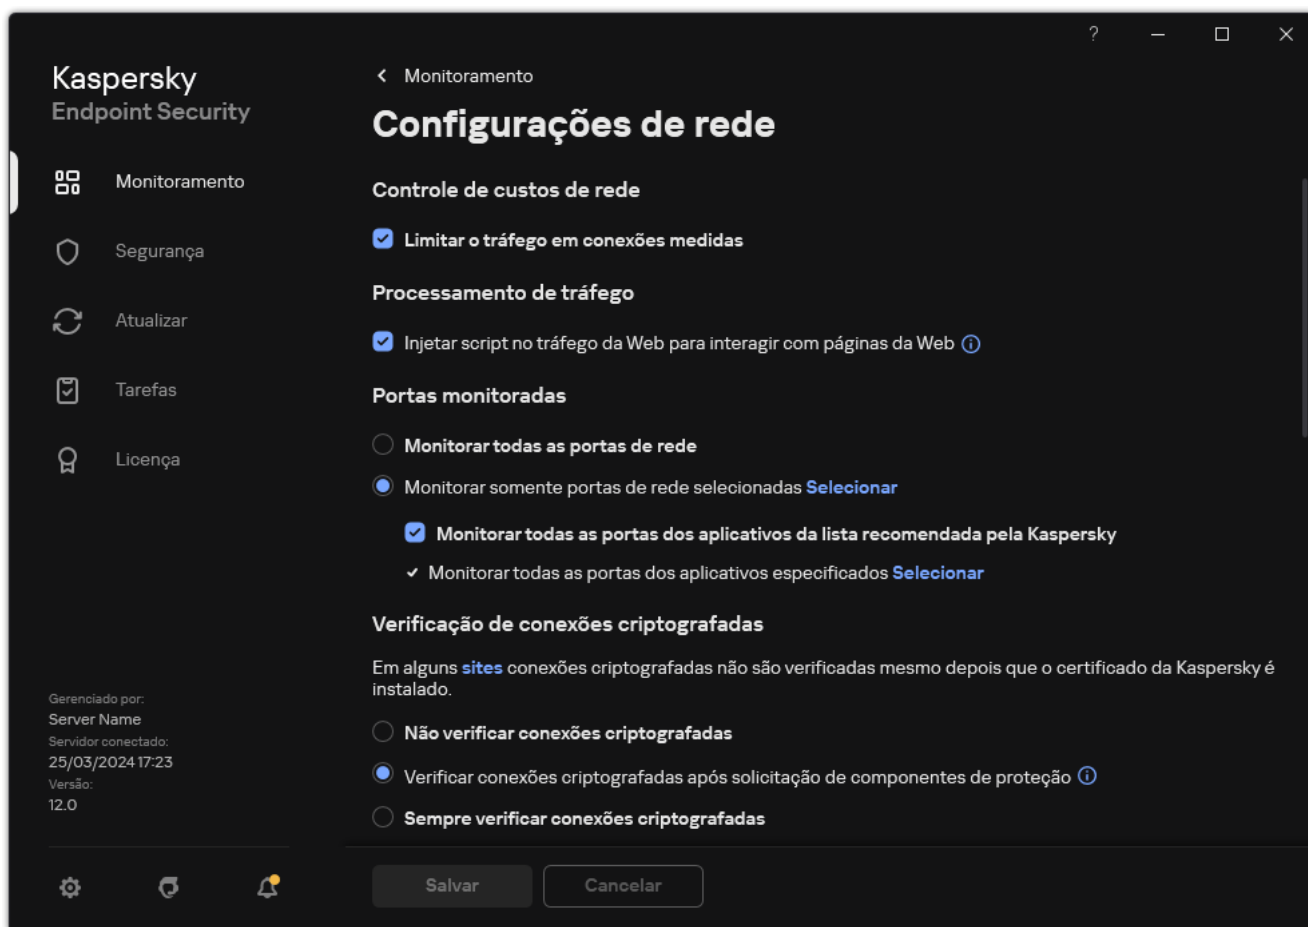 ?
Kaspersky
Endpoint Security
Monitoramento
Segurança
Atualizar
Tarefas
Licença
Gerenciado por:
Server Name
Servidor conectado:
25/03/2024 17:23
Versão:
12.0
Monitoramento
Configurações de rede
Controle de custos de rede
Limitar o tráfego em conexões medidas
Processamento de tráfego
Injetar script no tráfego da Web para interagir com páginas da Web
Portas monitoradas
Monitorar todas as portas de rede
Monitorar somente portas de rede selecionadas Selecionar
Monitorar todas as portas dos aplicativos da lista recomendada pela Kaspersky
Monitorar todas as portas dos aplicativos especificados Selecionar
Verificação de conexões criptografadas
Em alguns sites conexões criptografadas não são verificadas mesmo depois que o certificado da Kaspersky é
instalado.
Não verificar conexões criptografadas
Verificar conexões criptografadas após solicitação de componentes de proteção
Sempre verificar conexões criptografadas
Salvar
Cancelar